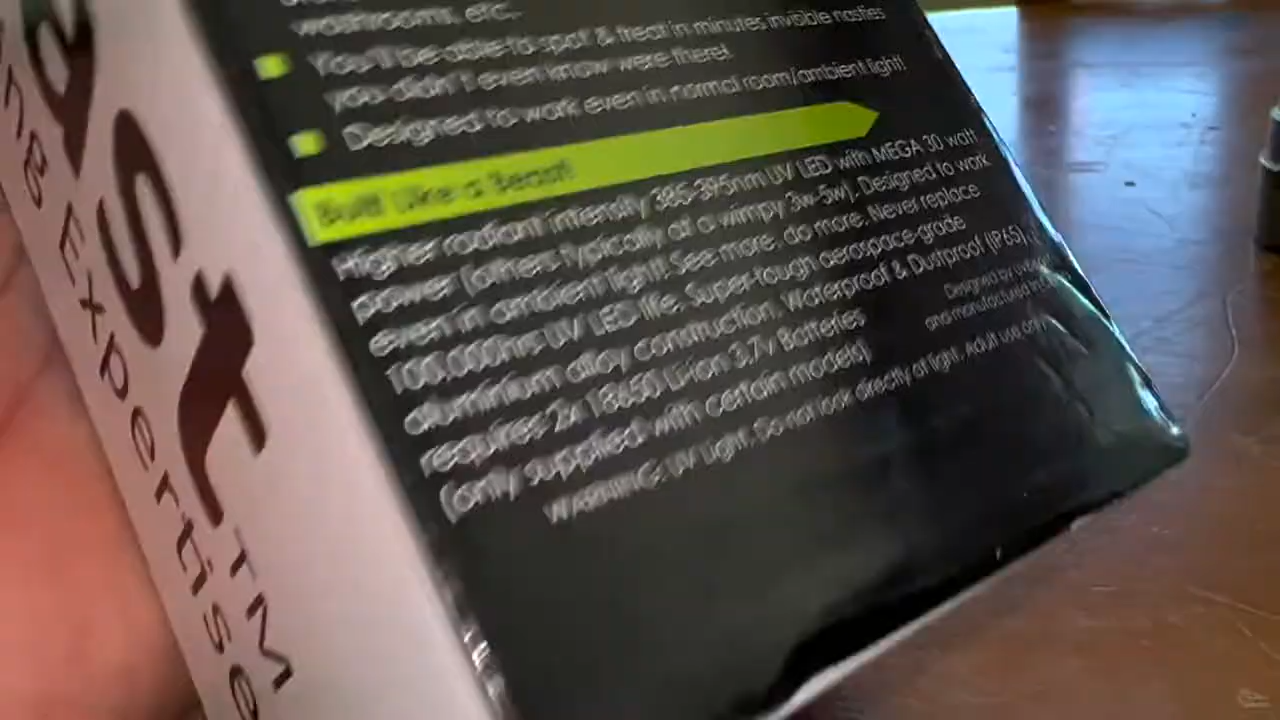 washrooms, etc.
You'll be able to spot & treat in minutes invisible nasties
you didn't even know were there!
Designed to work even in normal room/ambient light!
Built Like a Beast!
Higher radiant intensity 385-395nm UV LED with MEGA 30 watt
power (others typically at a wimpy 3w-5w). Designed to work
even in ambient light! See more, do more. Never replace
100,000hrs UV LED life. Super-tough aerospace-grade
aluminium alloy construction. Waterproof & Dustproof (IP65),
requires 2x 18650 Li-ion 3.7v Batteries
(only supplied with certain models)
Designed by
and manufactured in
WARNING: UV Light. Do not look directly at light. Adult use only
st TM
ng Expertise